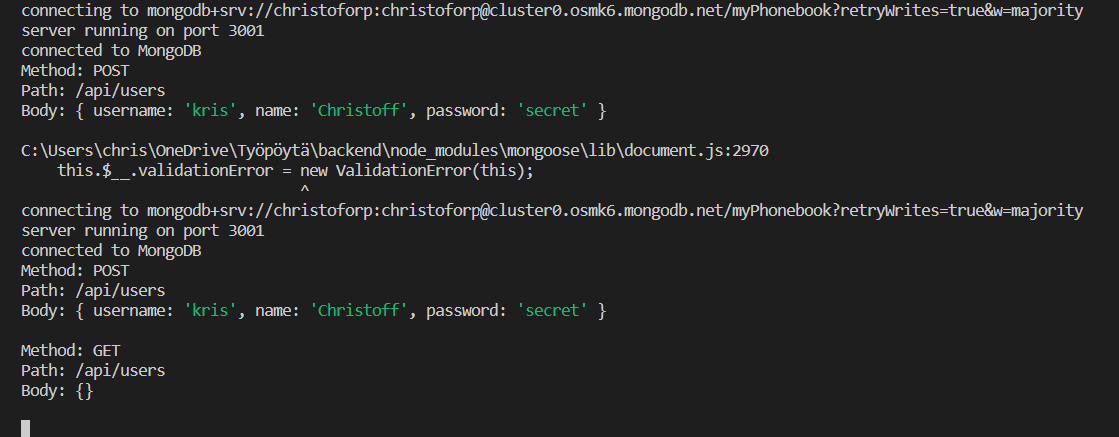 connecting to mongodb+srv://christoforp:christoforp@cluster0.osmk6.mongodb.net/myPhonebook?retryWrites=true&w=majority
server running on port 3001
connected to MongoDB
Method: POST
Path: /api/users
Body: { username: 'kris', name: 'Christoff', password: 'secret' }
C:\Users\chris\OneDrive\Työpöytä\backend\node_modules\mongoose\lib\document.js:2970
this.$__.validationError = new ValidationError(this);
^
connecting to mongodb+srv://christoforp:christoforp@cluster0.osmk6.mongodb.net/myPhonebook?retryWrites=true&w=majority
server running on port 3001
connected to MongoDB
Method: POST
Path: /api/users
Body: { username: 'kris', name: 'Christoff', password: 'secret' }
Method: GET
Path: /api/users
Body: {}